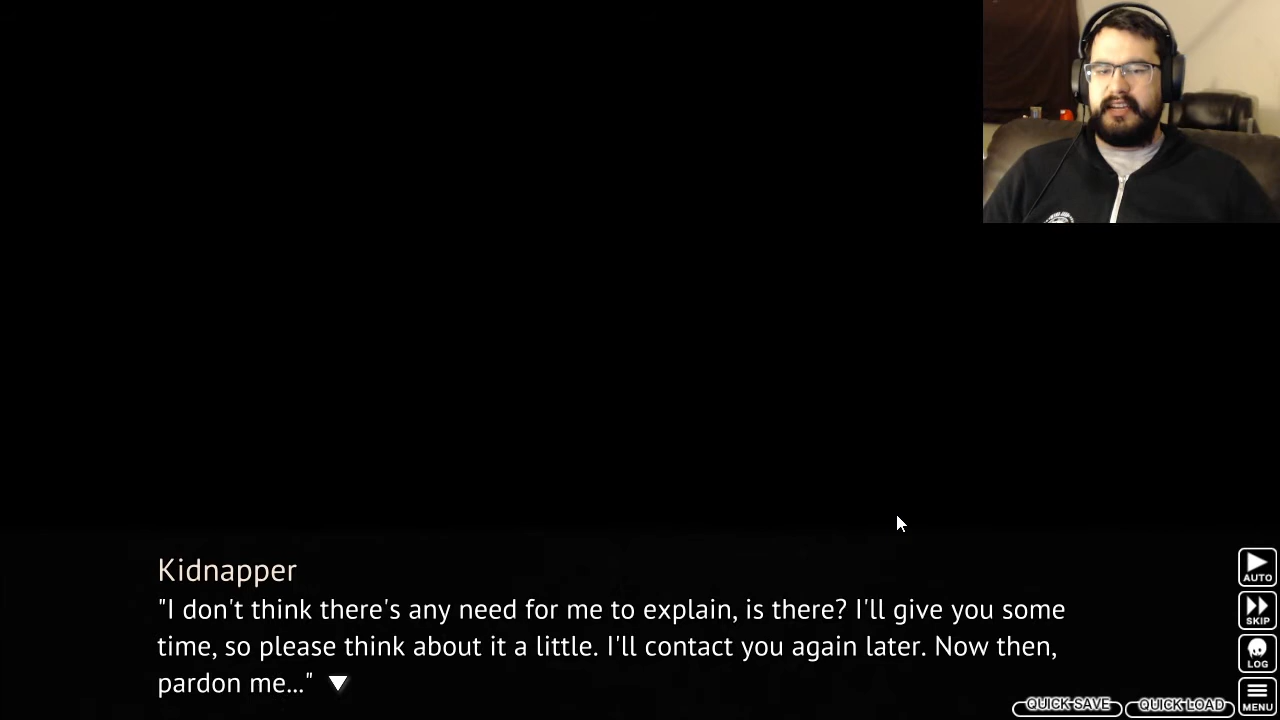 Kidnapper
"I don't think there's any need for me to explain, is there? I'll give you some
time, so please think about it a little. I'll contact you again later. Now then,
pardon me..."
AUTO
SKIP
LOG
MENU
QUICK SAVE
QUICK LOAD